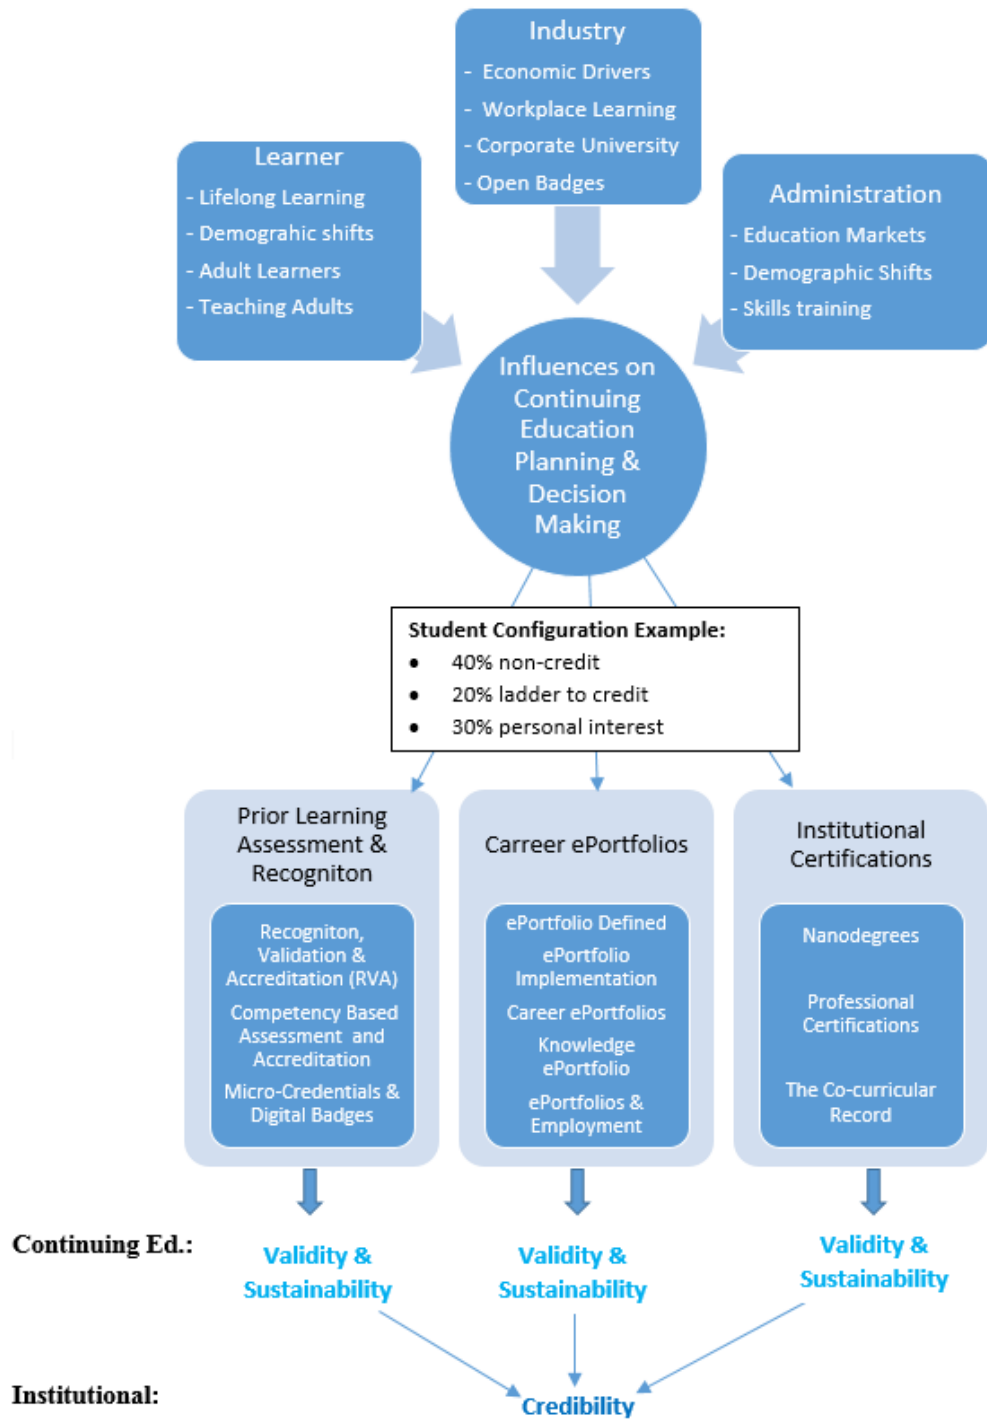 Industry
- Economic Drivers
- Workplace Learning
- Corporate University
- Open Badges
Learner
- Lifelong Learning
- Demograhic shifts
- Adult Learners
- Teaching Adults
Administration
- Education Markets
- Demographic Shifts
- Skills training
Influences on
Continuing
Education
Planning &
Decision
Making
Student Configuration Example:
• 40% non-credit
• 20% ladder to credit
• 30% personal interest
Prior Learning
Assessment &
Recogniton
Recogniton,
Validation &
Accreditation (RVA)
Competency Based
Assessment and
Accreditation
Micro-Credentials &
Digital Badges
Carreer ePortfolios
ePortfolio Defined
ePortfolio
Implementation
Career ePortfolios
Knowledge
ePortfolio
ePortfolios &
Employment
Institutional
Certifications
Nanodegrees
Professional
Certifications
The Co-curricular
Record
Continuing Ed.:
Validity &
Sustainability
Validity &
Sustainability
Validity &
Sustainability
Institutional:
Credibility